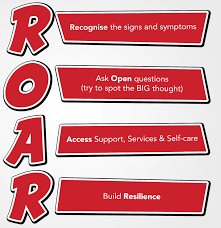 R
Recognise the signs and symptoms
O
Ask Open questions
(try to spot the BIG thought)
A
Access Support, Services & Self-care
R
Build Resilience